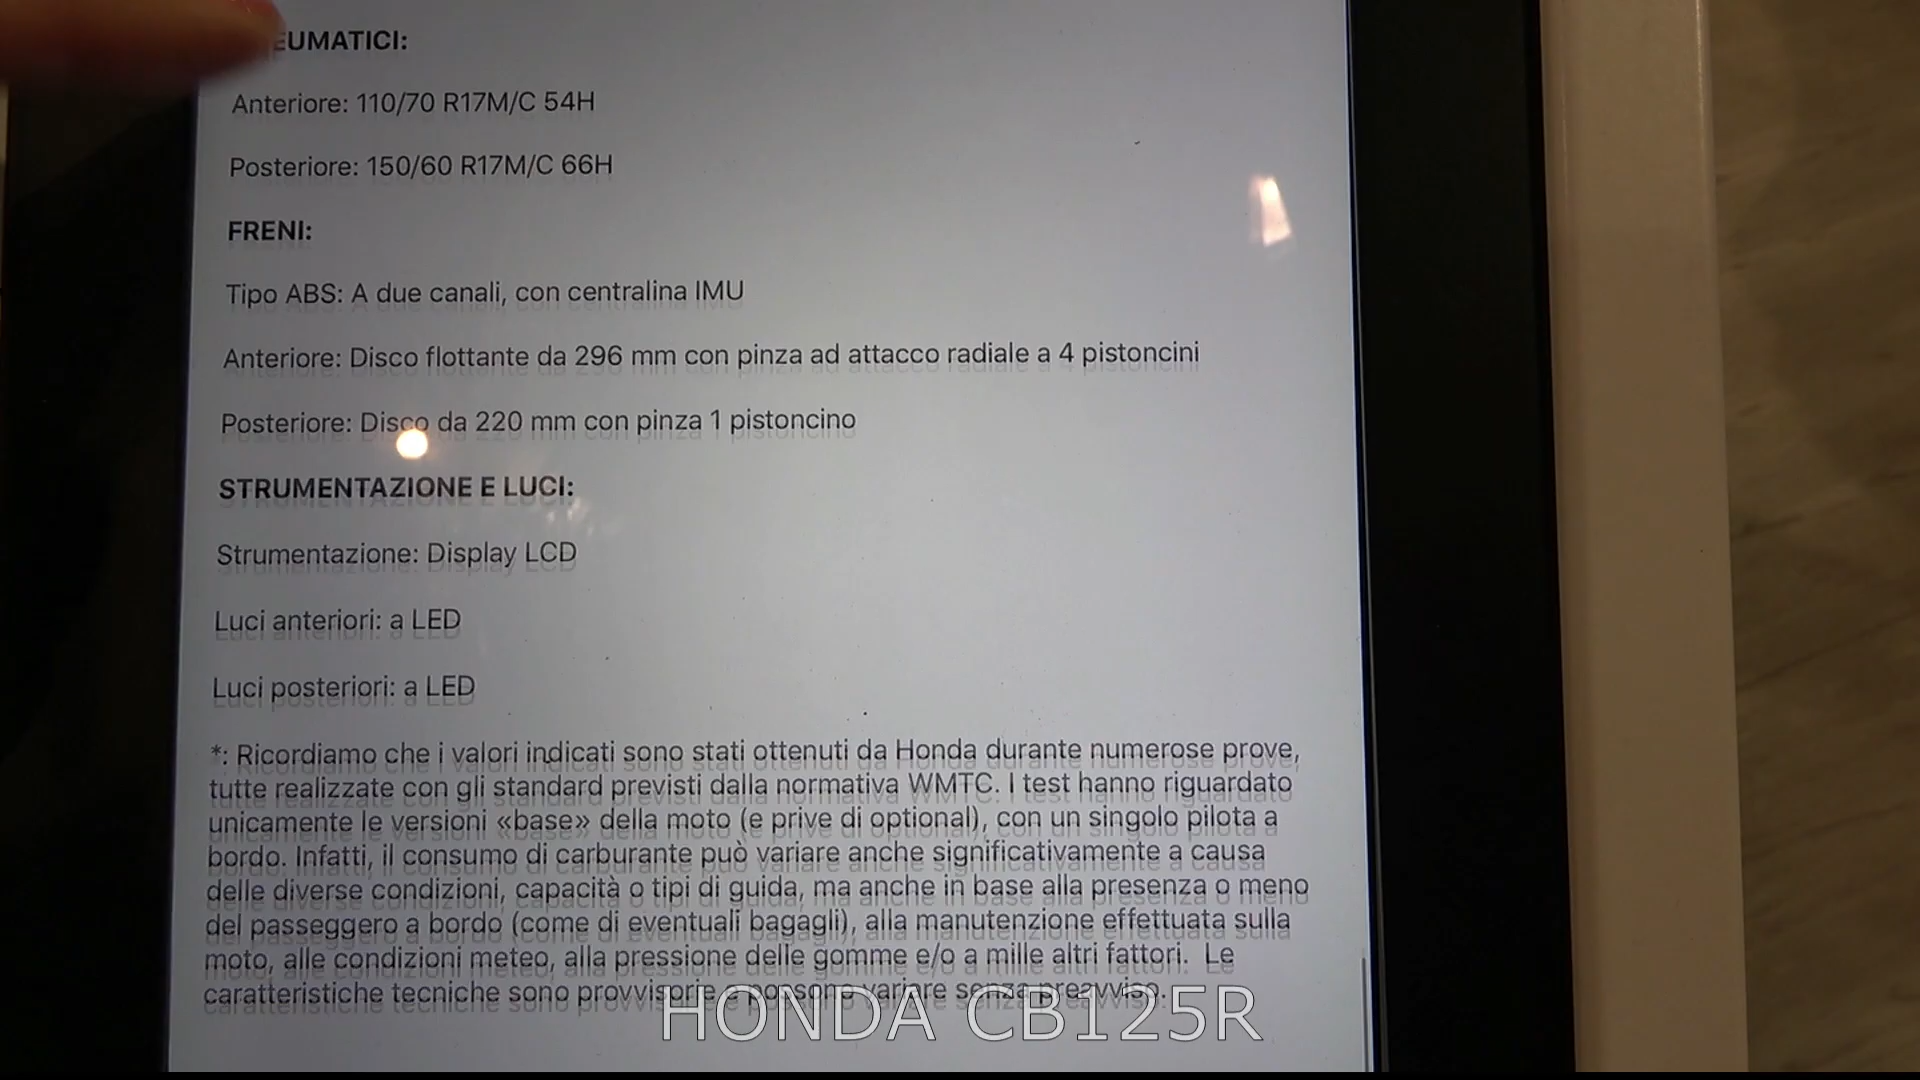 EUMATICI:
Anteriore: 110/70 R17M/C 54H
Posteriore: 150/60 R17M/C 66H
FRENI:
Tipo ABS: A due canali, con centralina IMU
Anteriore: Disco flottante da 296 mm con pinza ad attacco radiale a 4 pistoncini
Posteriore: Disco da 220 mm con pinza 1 pistoncino
STRUMENTAZIONE E LUCI:
Strumentazione: Display LCD
Luci anteriori: a LED
Luci posteriori: a LED
*: Ricordiamo che i valori indicati sono stati ottenuti da Honda durante numerose prove,
tutte realizzate con gli standard previsti dalla normativa WMTC. I test hanno riguardato
unicamente le versioni «base» della moto (e prive di optional), con un singolo pilota a
bordo. Infatti, il consumo di carburante può variare anche significativamente a causa
delle diverse condizioni, capacità o tipi di guida, ma anche in base alla presenza o meno
del passeggero a bordo (come di eventuali bagagli), alla manutenzione effettuata sulla
moto, alle condizioni meteo, alla pressione delle gomme e/o a mille altri fattori. Le
caratteristiche tecniche sono provvisorie e possono variare senza preavviso.
HONDA CB125R